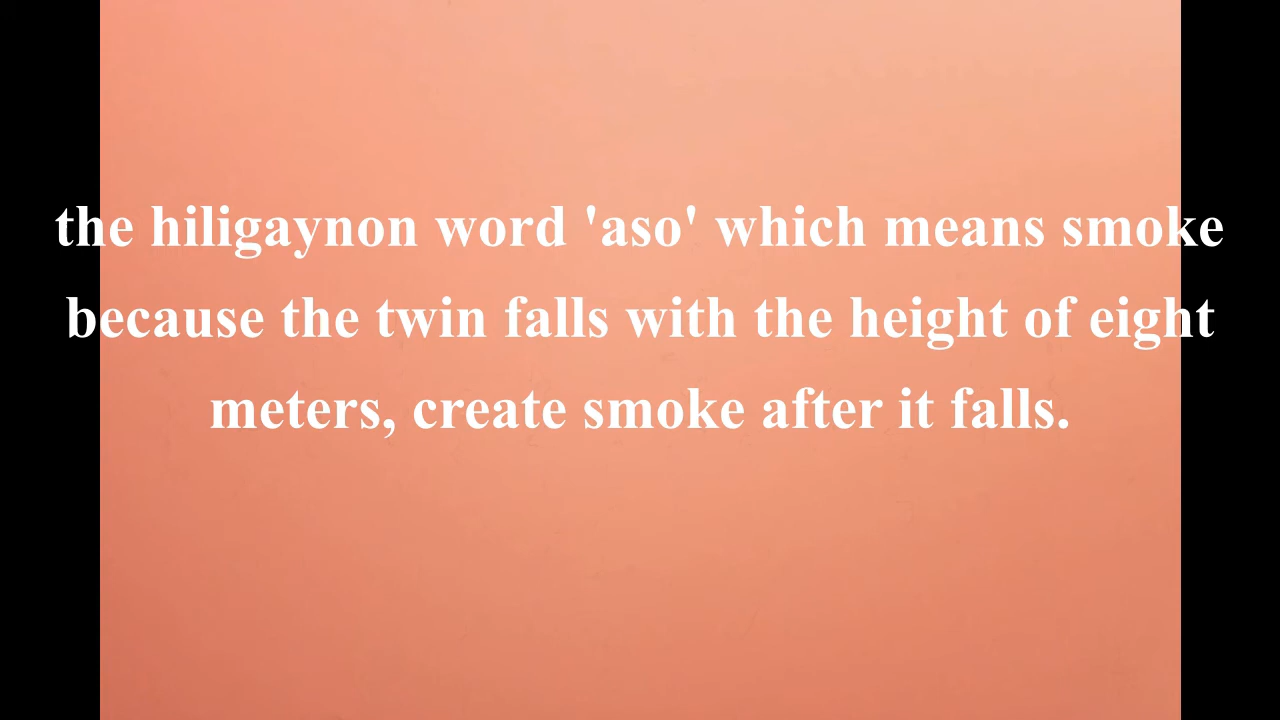 the hiligaynon word 'aso' which means smoke
because the twin falls with the height of eight
meters, create smoke after it falls.